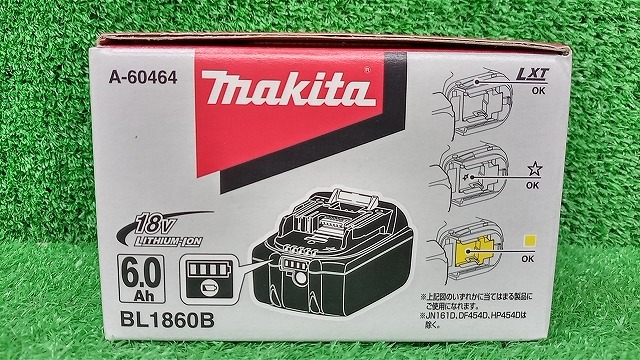 A-60464
makita®
LXT
OK
☆
OK
OK
18V
LITHIUM-ION
6.0
Ah
BL1860B
※上記図のいずれかに当てはまる製品に
ご使用になれます。
※JN161D,DF454D,HP454Dは
除く。